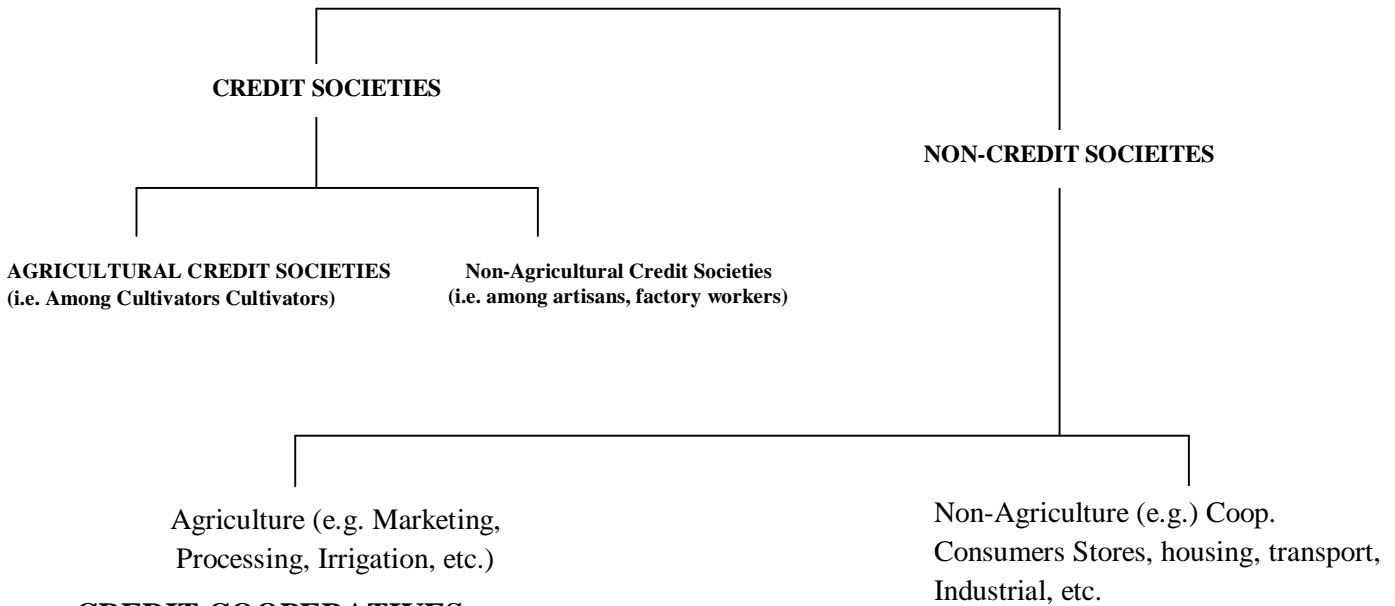 CREDIT SOCIETIES
NON-CREDIT SOCIEITES
AGRICULTURAL CREDIT SOCIETIES
(i.e. Among Cultivators Cultivators)
Non-Agricultural Credit Societies
(i.e. among artisans, factory workers)
Agriculture (e.g. Marketing,
Processing, Irrigation, etc.)
Non-Agriculture (e.g.) Coop.
Consumers Stores, housing, transport,
Industrial, etc.
CREDIT COOPERATIVES